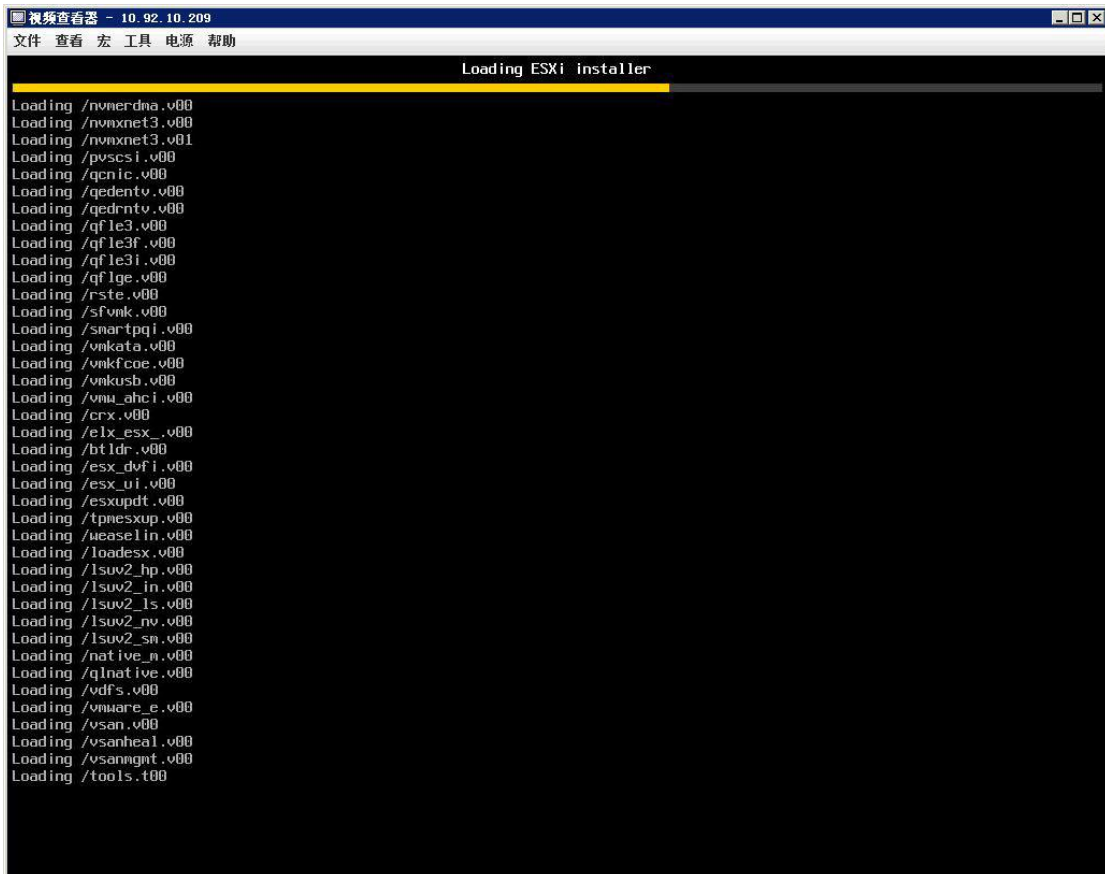 视频查看器 - 10.92.10.209
文件 查看 宏 工具 电源 帮助
Loading ESXi installer
Loading /nvmerdma.v00
Loading /nvmxnet3.v00
Loading /nvmxnet3.v01
Loading /pvscsi.v00
Loading /qcnic.v00
Loading /qedentv.v00
Loading /qedrntv.v00
Loading /qfle3.v00
Loading /qfle3f.v00
Loading /qfle3i.v00
Loading /qflge.v00
Loading /rste.v00
Loading /sfvmk.v00
Loading /smartpqi.v00
Loading /vmkata.v00
Loading /vmkfcoe.v00
Loading /vmkusb.v00
Loading /vmw_ahci.v00
Loading /crx.v00
Loading /elx_esx_.v00
Loading /btldr.v00
Loading /esx_dvfi.v00
Loading /esx_ui.v00
Loading /esxupdt.v00
Loading /tpmesxup.v00
Loading /weaselin.v00
Loading /loadesx.v00
Loading /lsuv2_hp.v00
Loading /lsuv2_in.v00
Loading /lsuv2_ls.v00
Loading /lsuv2_nv.v00
Loading /lsuv2_sm.v00
Loading /native_m.v00
Loading /qlnative.v00
Loading /vdfs.v00
Loading /vmware_e.v00
Loading /vsan.v00
Loading /vsanheal.v00
Loading /vsanmgmt.v00
Loading /tools.t00